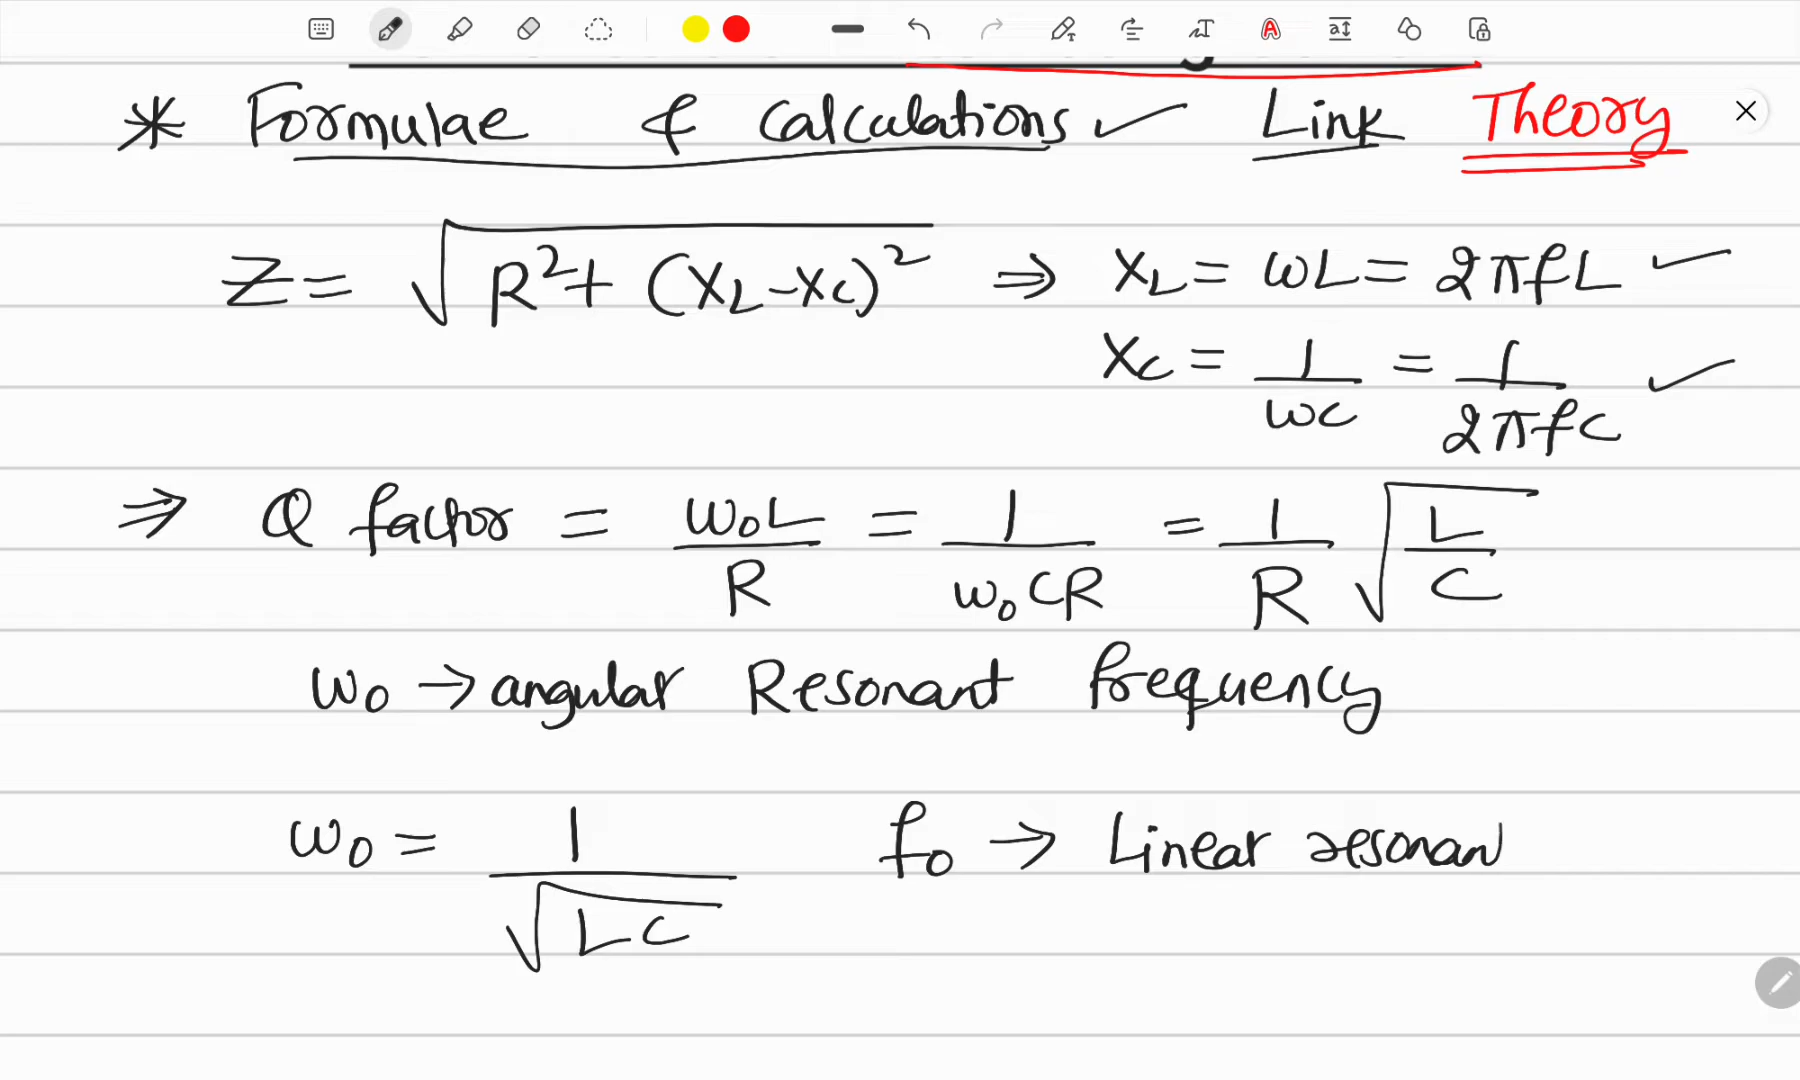 * Formulae & Calculations ✓ Link Theory
Z = √(R² + (XL - Xc)²) ⇒ XL = ωL = 2πfL ✓
Xc = 1/ωc = 1/2πfc ✓
⇒ Q factor = ω₀L/R = 1/ω₀CR = 1/R √(L/C)
ω₀ → angular Resonant frequency
ω₀ = 1/√LC f₀ → Linear resonan